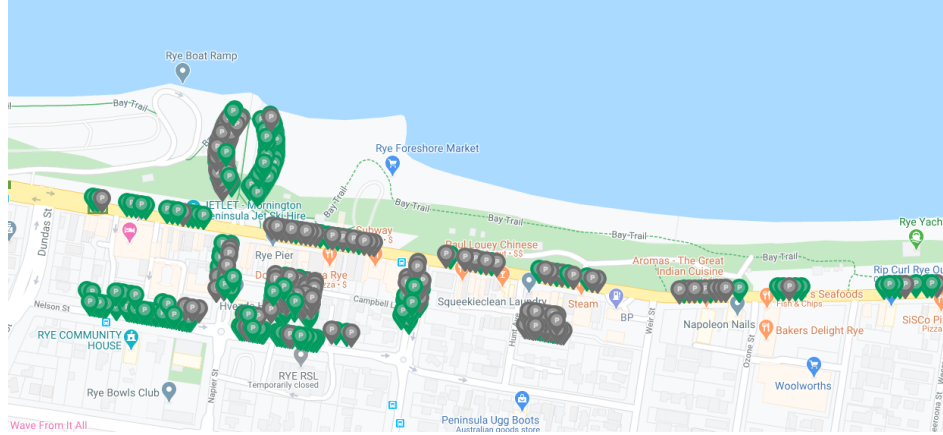 Rye Boat Ramp
Bay-Trail
Bay-Trail
Bay-Trail
Rye Foreshore Market
Bay Trail
JETLET - Mornington
Peninsula Jet Ski Hire
Dundas St
Subway
- $
Bay-Trail
Bay-Trail
Bay-Trail
Rye Yach
Rye Pier
Paul Louey Chinese
t - $$
Aromas - The Great
Indian Cuisine
Rye
Pizza - $
Nelson St
Campbell
Squeekieclean Laundry
Steam
BP
Weir St
Fish & Chips
's Seafoods
Rip Curl Rye Ou
SiSCo Pi
Pizza
Napoleon Nails
Bakers Delight Rye
RYE COMMUNITY
HOUSE
Hunt Ave
Ozone St
RYE RSL
Temporarily closed
Napier St
Rye Bowls Club
Woolworths
Peninsula Ugg Boots
Australian goods store
Wave From It All